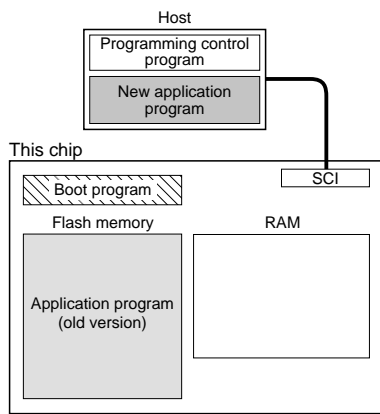 Host
Programming control
program
New application
program
This chip
SCI
Boot program
Flash memory
RAM
Application program
(old version)